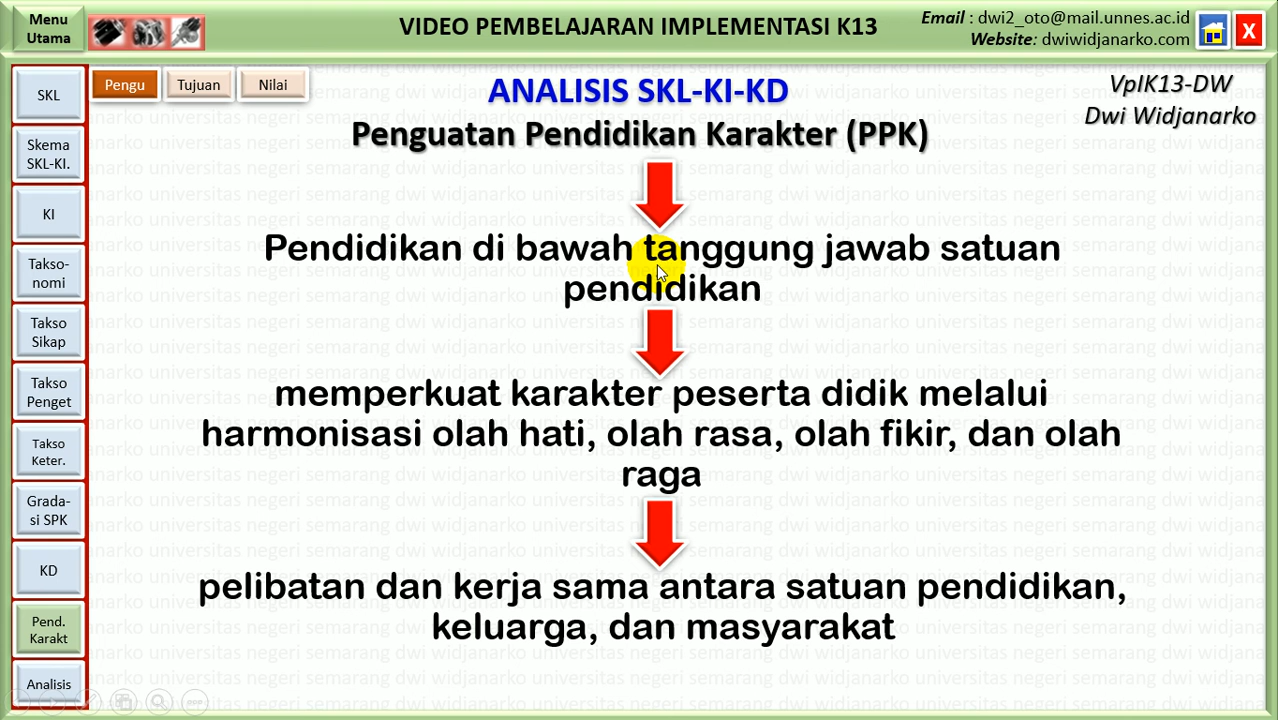 Menu
Utama
VIDEO PEMBELAJARAN IMPLEMENTASI K13
Email : dwi2_oto@mail.unnes.ac.id
Website: dwiwidjanarko.com
X
SKL
Skema
SKL-KI.
KI
Takso-
nomi
Takso
Sikap
Takso
Penget
Takso
Keter.
Grada-
si SPK
KD
Pend.
Karakt
Analisis
Pengu
Tujuan
Nilai
ANALISIS SKL-KI-KD
VpIK13-DW
Dwi Widjanarko
Penguatan Pendidikan Karakter (PPK)
Pendidikan di bawah tanggung jawab satuan
pendidikan
memperkuat karakter peserta didik melalui
harmonisasi olah hati, olah rasa, olah fikir, dan olah
raga
pelibatan dan kerja sama antara satuan pendidikan,
keluarga, dan masyarakat